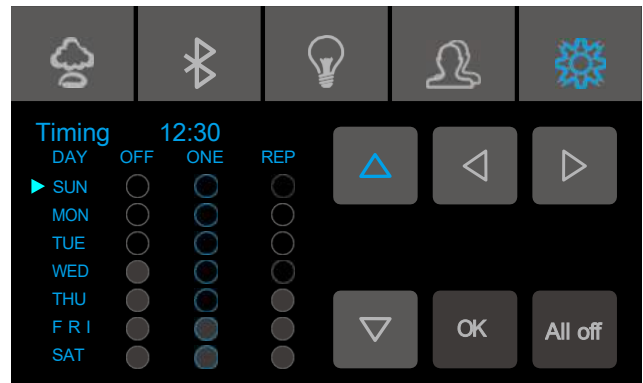 Timing 12:30
DAY OFF ONE REP
SUN
MON
TUE
WED
THU
F R I
SAT
OK
All off